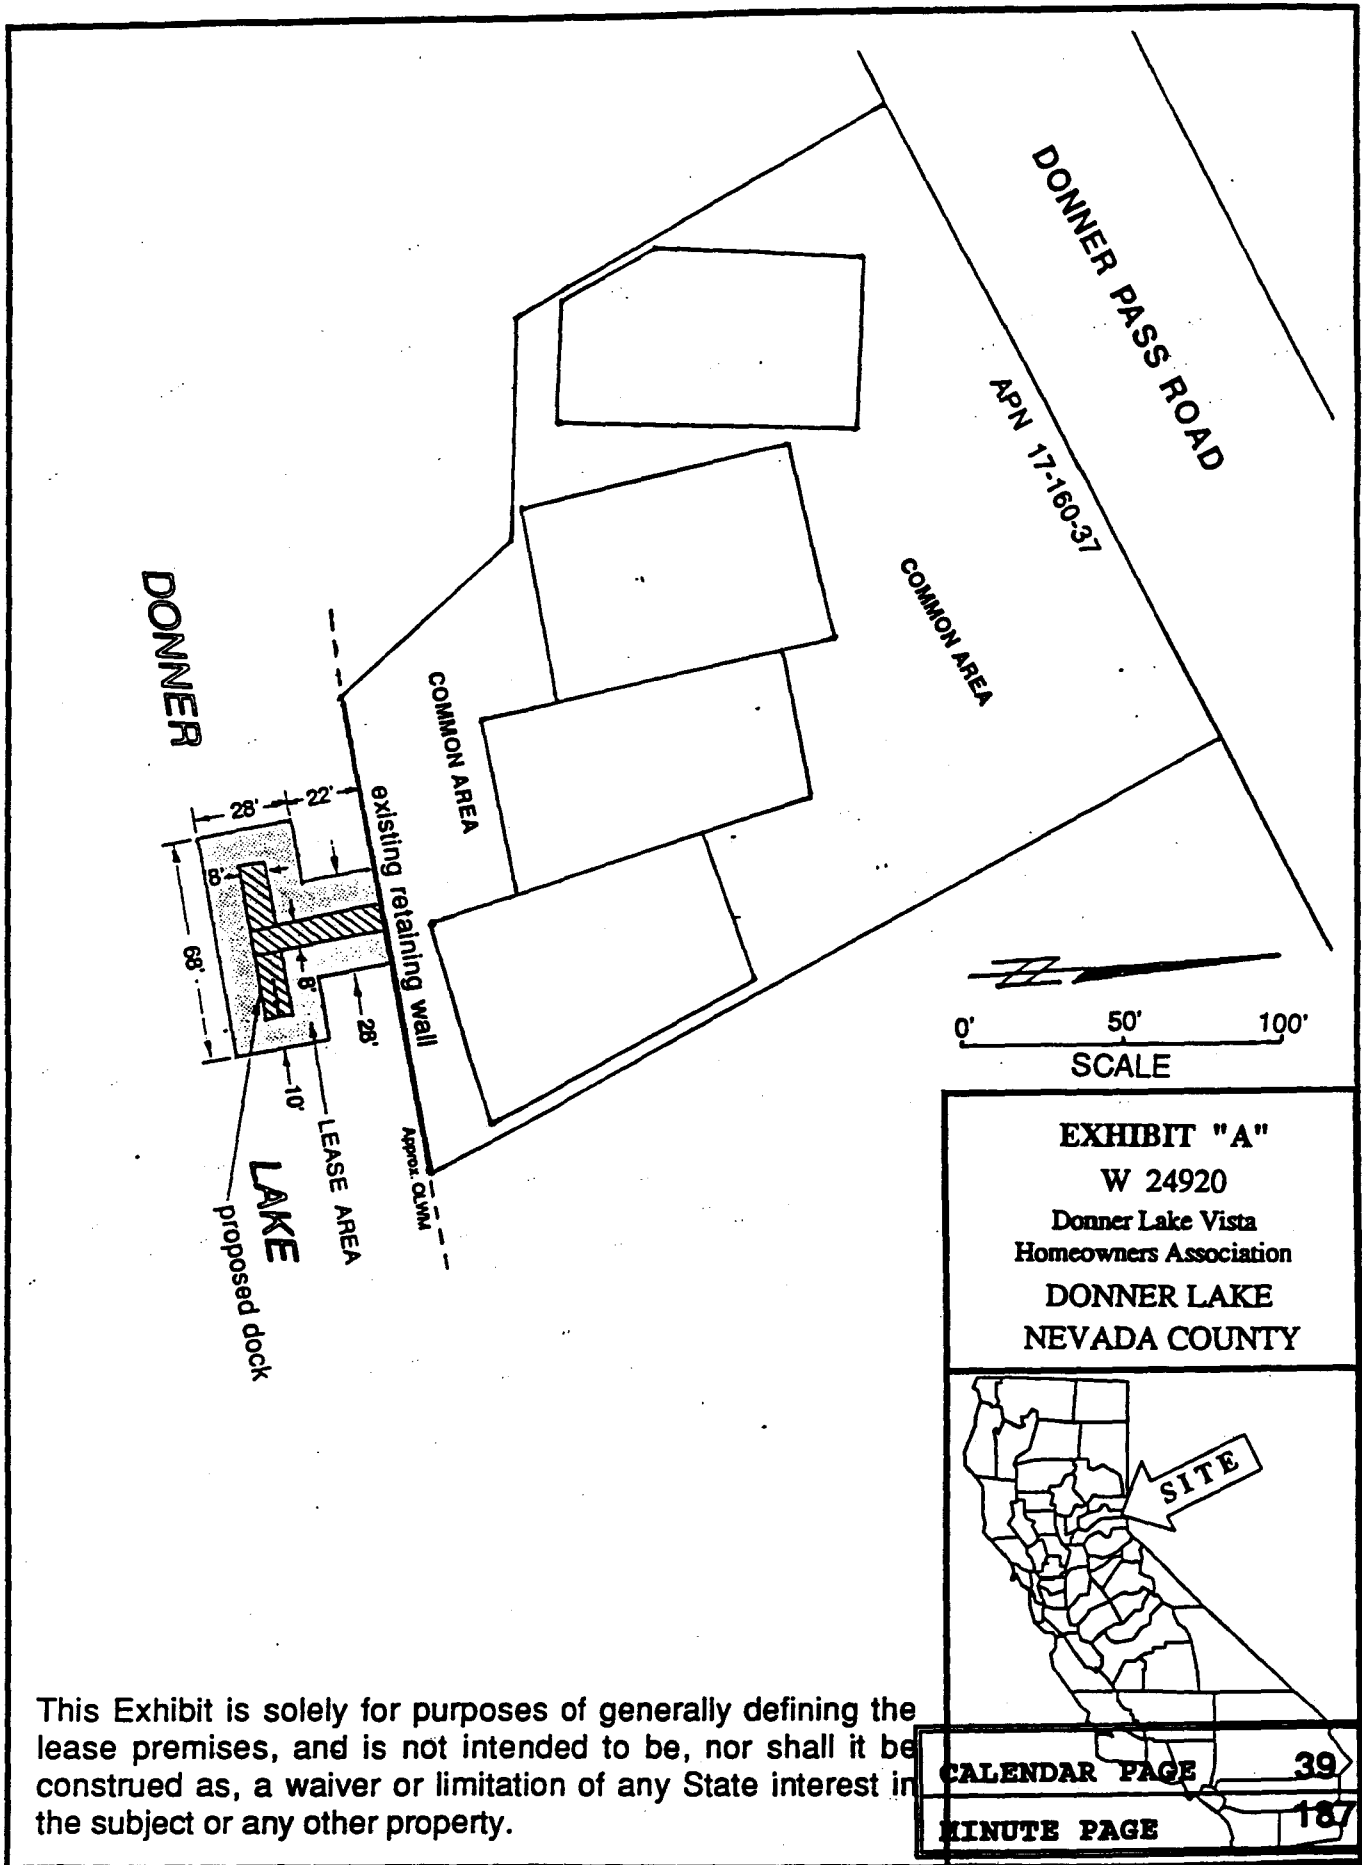 DONNER PASS ROAD
APN 17-160-37
COMMON AREA
COMMON AREA
DONNER
LAKE
existing retaining wall
28'
22'
8'
68'
8'
28'
10'
LEASE AREA
Approx. OLWM
proposed dock
0' 50' 100'
SCALE
EXHIBIT "A"
W 24920
Donner Lake Vista
Homeowners Association
DONNER LAKE
NEVADA COUNTY
SITE
This Exhibit is solely for purposes of generally defining the
lease premises, and is not intended to be, nor shall it be
construed as, a waiver or limitation of any State interest in
the subject or any other property.
CALENDAR PAGE 39
MINUTE PAGE 187